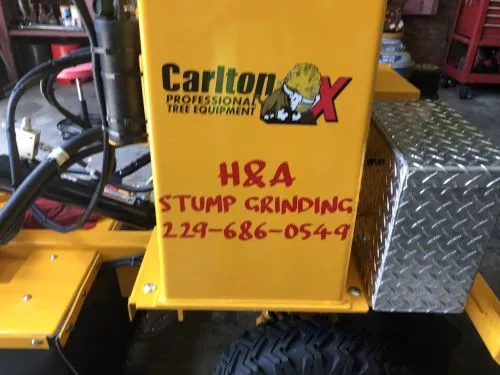 Carlton X
PROFESSIONAL
TREE EQUIPMENT
H&A
STUMP GRINDING
229-686-0549